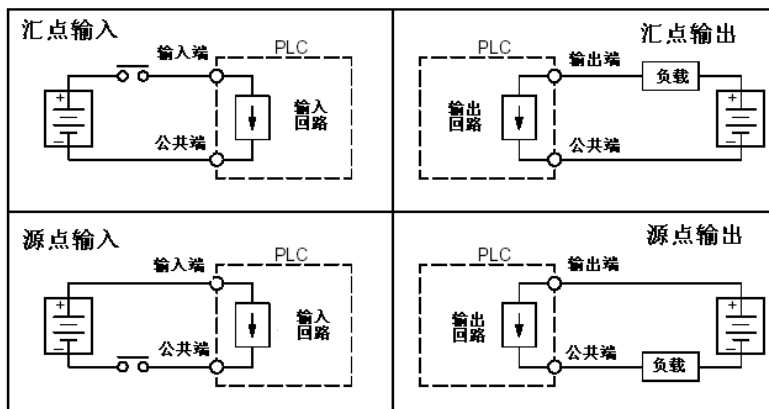 汇点输入
输入端
PLC
输入
回路
公共端
汇点输出
PLC
输出端
负载
输出
回路
公共端
源点输入
输入端
PLC
输入
回路
公共端
源点输出
PLC
输出端
输出
回路
公共端
负载